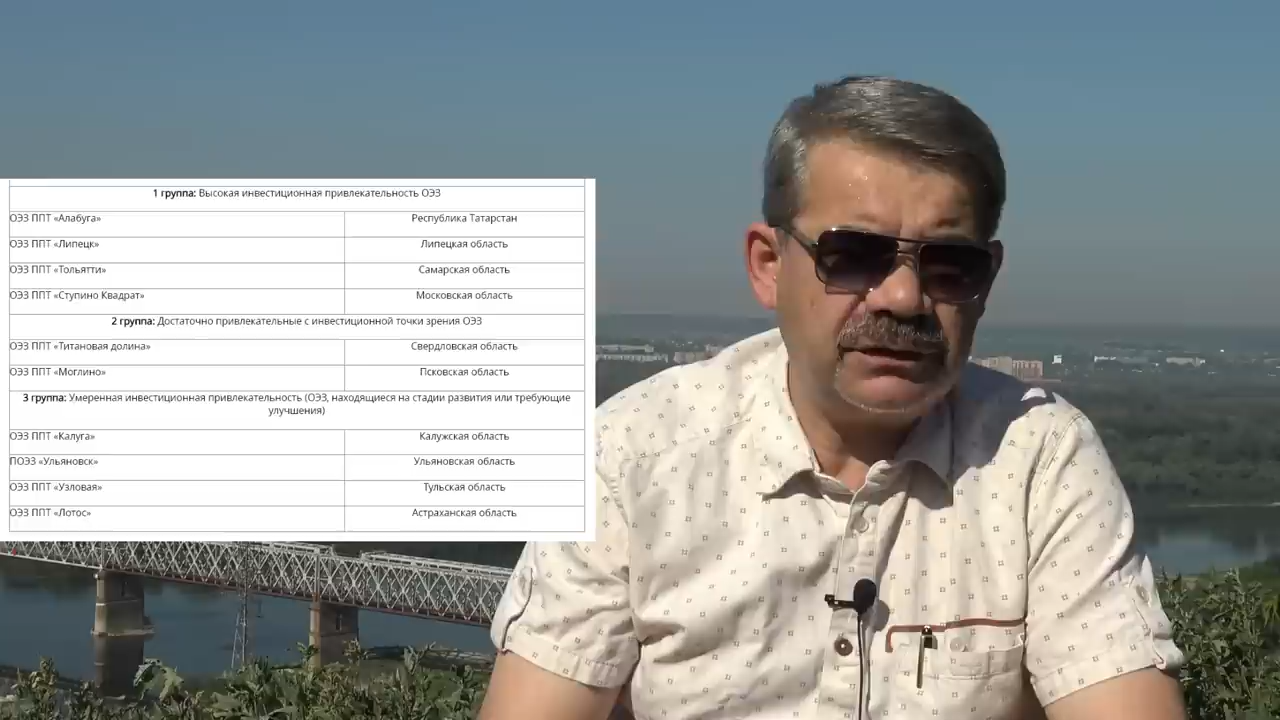 1 группа: Высокая инвестиционная привлекательность ОЭЗ
ОЭЗ ППТ «Алабуга» Республика Татарстан
ОЭЗ ППТ «Липецк» Липецкая область
ОЭЗ ППТ «Тольятти» Самарская область
ОЭЗ ППТ «Ступино Квадрат» Московская область
2 группа: Достаточно привлекательные с инвестиционной точки зрения ОЭЗ
ОЭЗ ППТ «Титановая долина» Свердловская область
ОЭЗ ППТ «Моглино» Псковская область
3 группа: Умеренная инвестиционная привлекательность (ОЭЗ, находящиеся на стадии развития или требующие
улучшения)
ОЭЗ ППТ «Калуга» Калужская область
ПОЭЗ «Ульяновск» Ульяновская область
ОЭЗ ППТ «Узловая» Тульская область
ОЭЗ ППТ «Лотос» Астраханская область